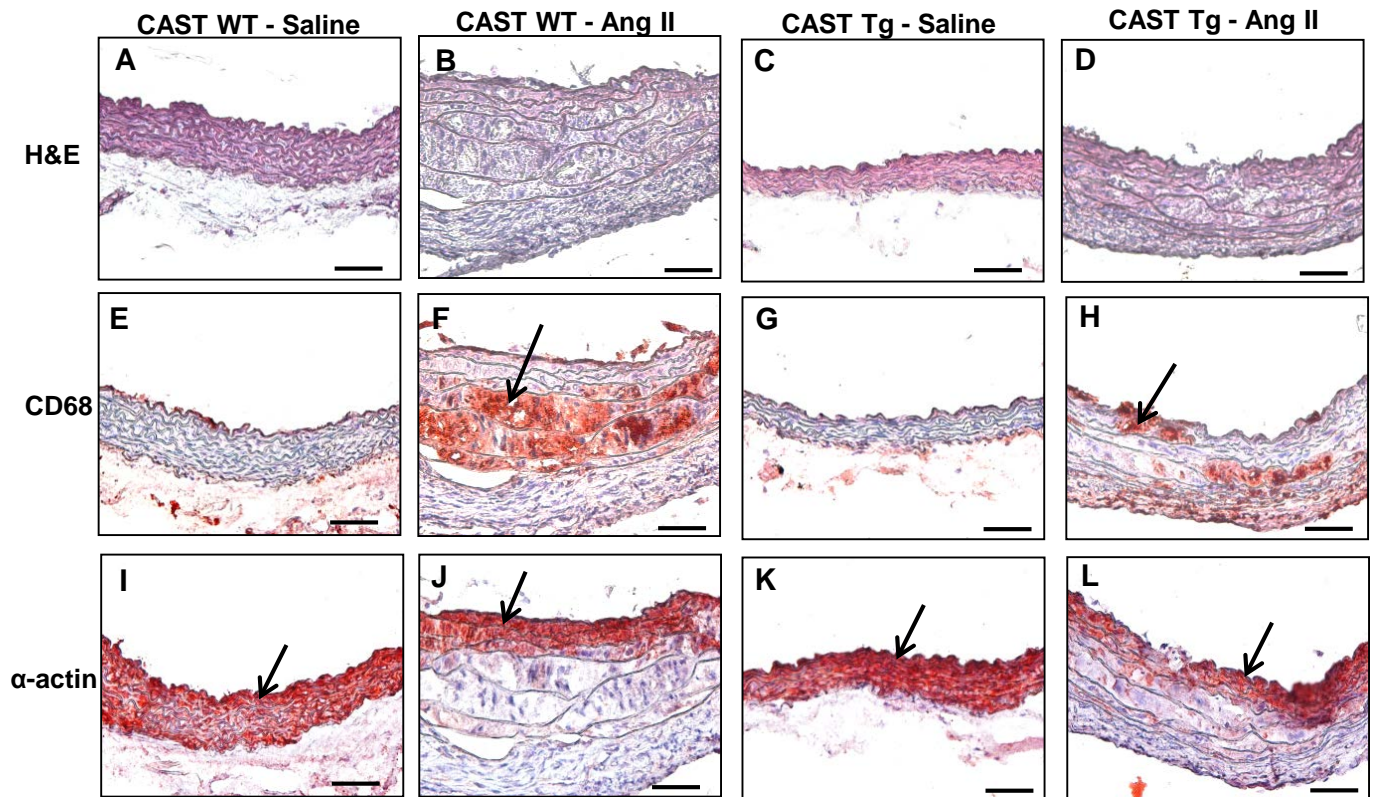 CAST WT - Saline
CAST WT - Ang II
CAST Tg - Saline
CAST Tg - Ang II
H&E
A
B
C
D
CD68
E
F
G
H
α-actin
I
J
K
L